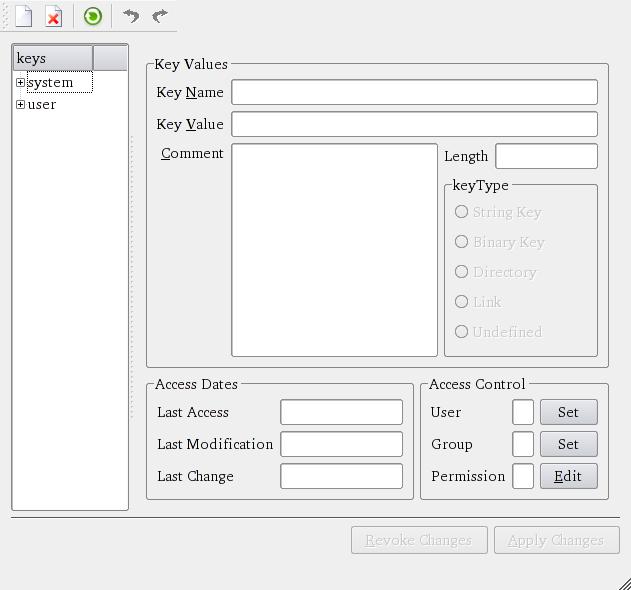 keys
system
user
Key Values
Key Name
Key Value
Comment
Length
keyType
String Key
Binary Key
Directory
Link
Undefined
Access Dates
Last Access
Last Modification
Last Change
Access Control
User Set
Group Set
Permission Edit
Revoke Changes Apply Changes